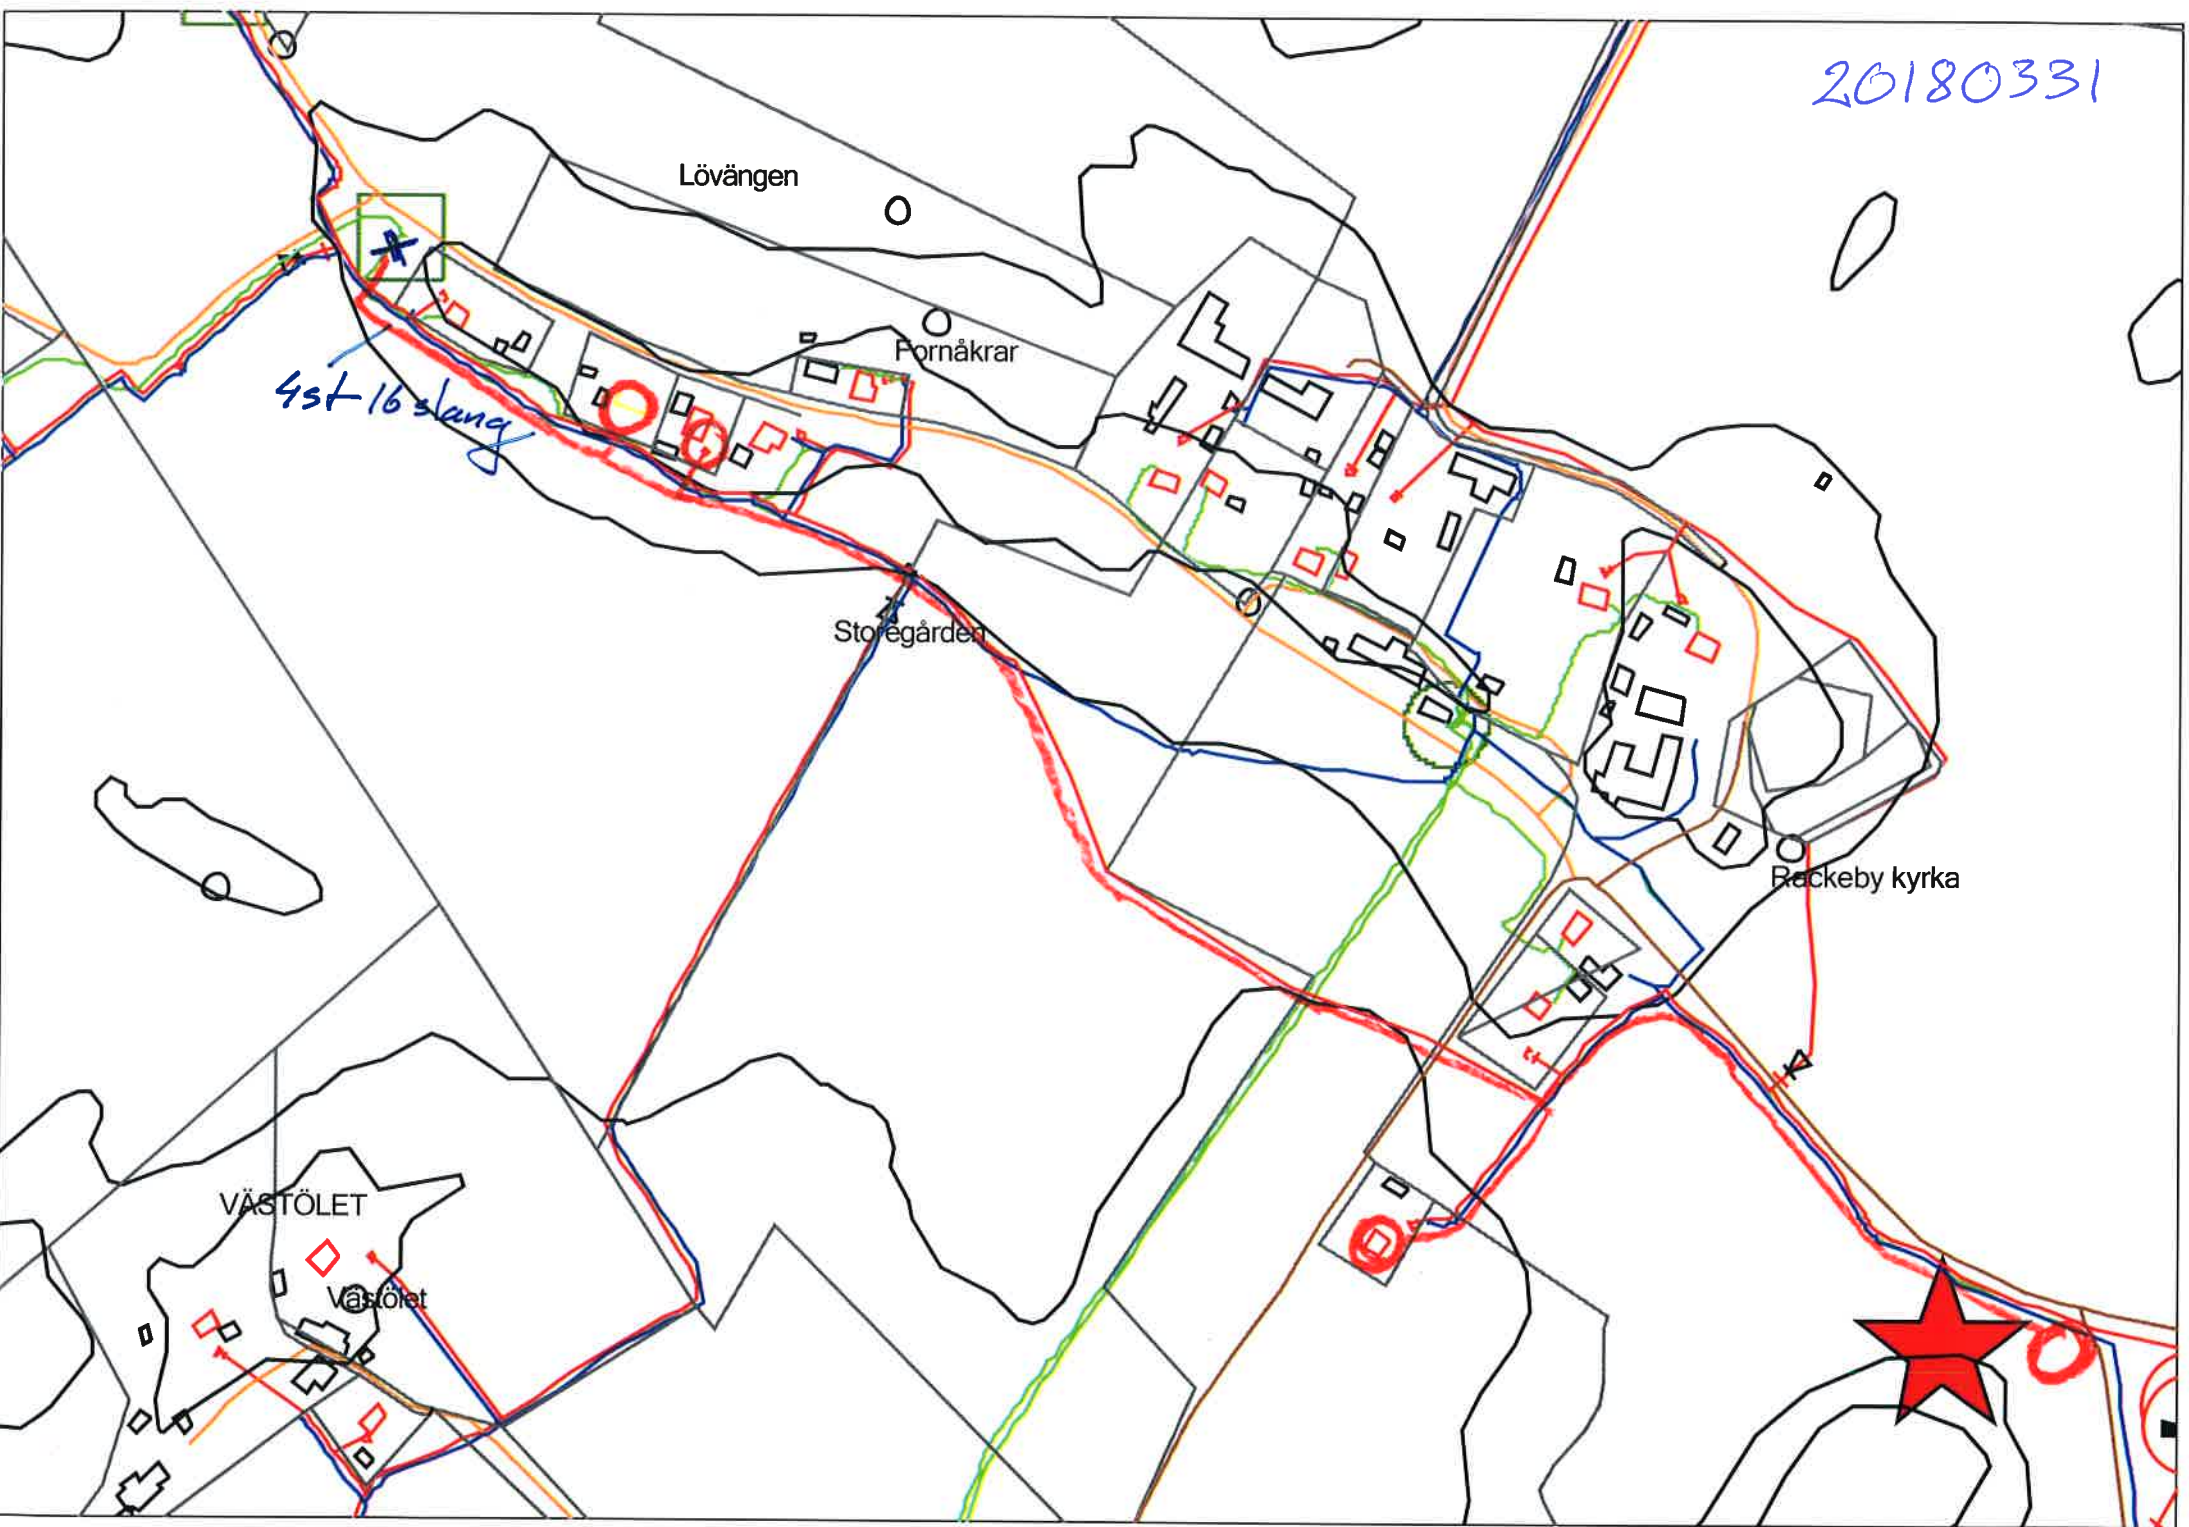 20180331
Lövängen
Fornåkrar
4st 16 slang
Storegården
Rackeby kyrka
VÄSTÖLET
Västölet